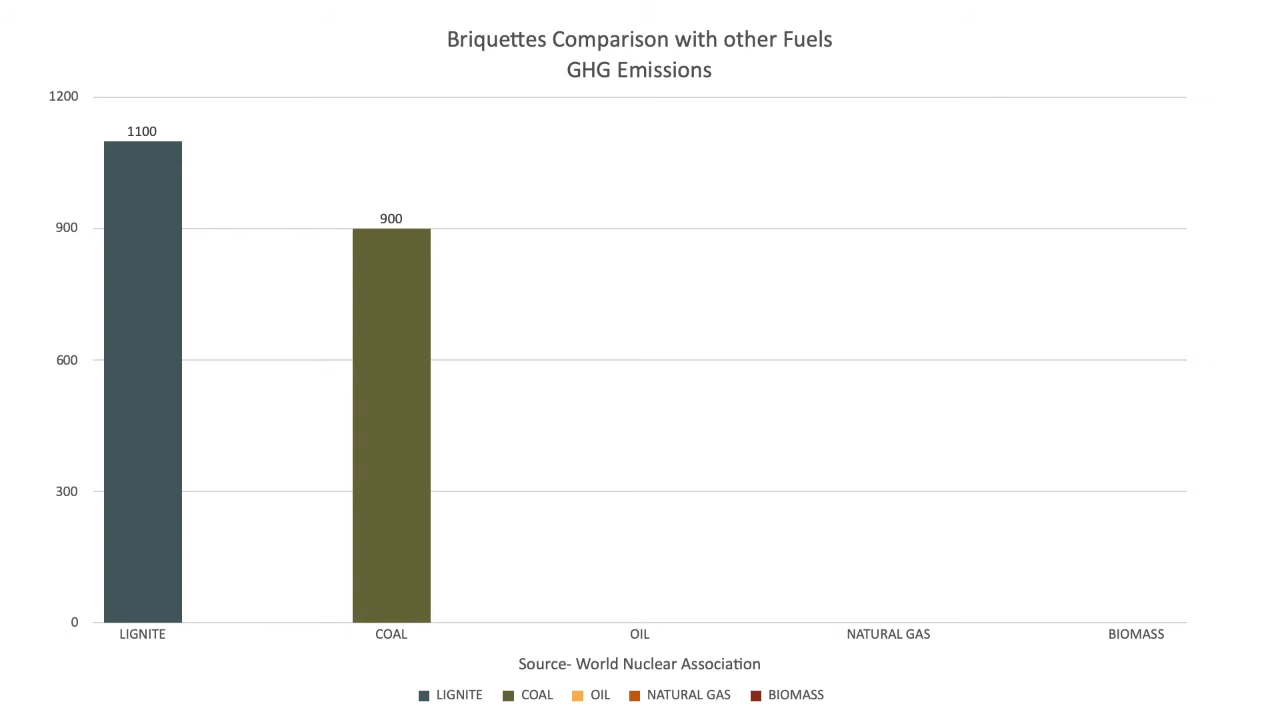 Briquettes Comparison with other Fuels
GHG Emissions
1200
1100
900
900
600
300
0
LIGNITE COAL OIL NATURAL GAS BIOMASS
Source- World Nuclear Association
LIGNITE COAL OIL NATURAL GAS BIOMASS